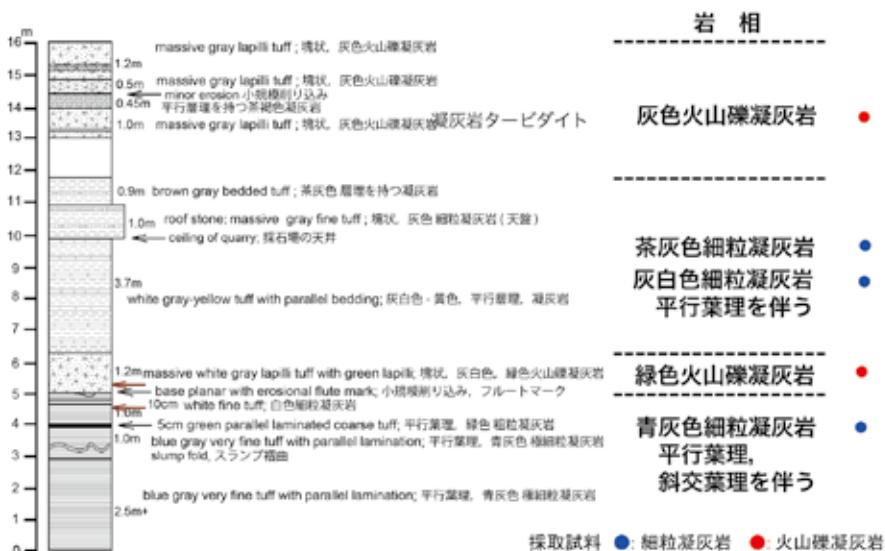 岩 相
m
16
15
14
13
12
11
10
9
8
7
6
5
4
3
2
1
0
massive gray lapilli tuff ; 塊状，灰色火山礫凝灰岩
1.2m
massive gray lapilli tuff ; 塊状，灰色火山礫凝灰岩
0.5m
minor erosion 小規模削り込み
0.45m 平行層理を持つ茶褐色凝灰岩
1.0m massive gray lapilli tuff ; 塊状，灰色火山礫凝灰岩
凝灰岩タービダイト
灰色火山礫凝灰岩
0.9m brown gray bedded tuff ; 茶灰色 層理を持つ凝灰岩
1.0m roof stone; massive gray fine tuff ; 塊状，灰色 細粒凝灰岩 ( 天盤 )
ceiling of quarry; 採石場の天井
茶灰色細粒凝灰岩
3.7m
white gray-yellow tuff with parallel bedding; 灰白色 - 黄色，平行層理，凝灰岩
灰白色細粒凝灰岩
平行葉理を伴う
1.2m massive white gray lapilli tuff with green lapilli; 塊状，灰白色，緑色火山礫凝灰岩
緑色火山礫凝灰岩
base planar with erosional flute mark; 小規模削り込み，フルートマーク
10cm white fine tuff; 白色細粒凝灰岩
1.0m
5cm green parallel laminated coarse tuff; 平行葉理，緑色 粗粒凝灰岩
1.0m blue gray very fine tuff with parallel lamination; 平行葉理，青灰色 極細粒凝灰岩
slump fold, スランプ褶曲
青灰色細粒凝灰岩
平行葉理，
斜交葉理を伴う
blue gray very fine tuff with parallel lamination; 平行葉理，青灰色 極細粒凝灰岩
2.5m+
採取試料 ●: 細粒凝灰岩 ●: 火山礫凝灰岩